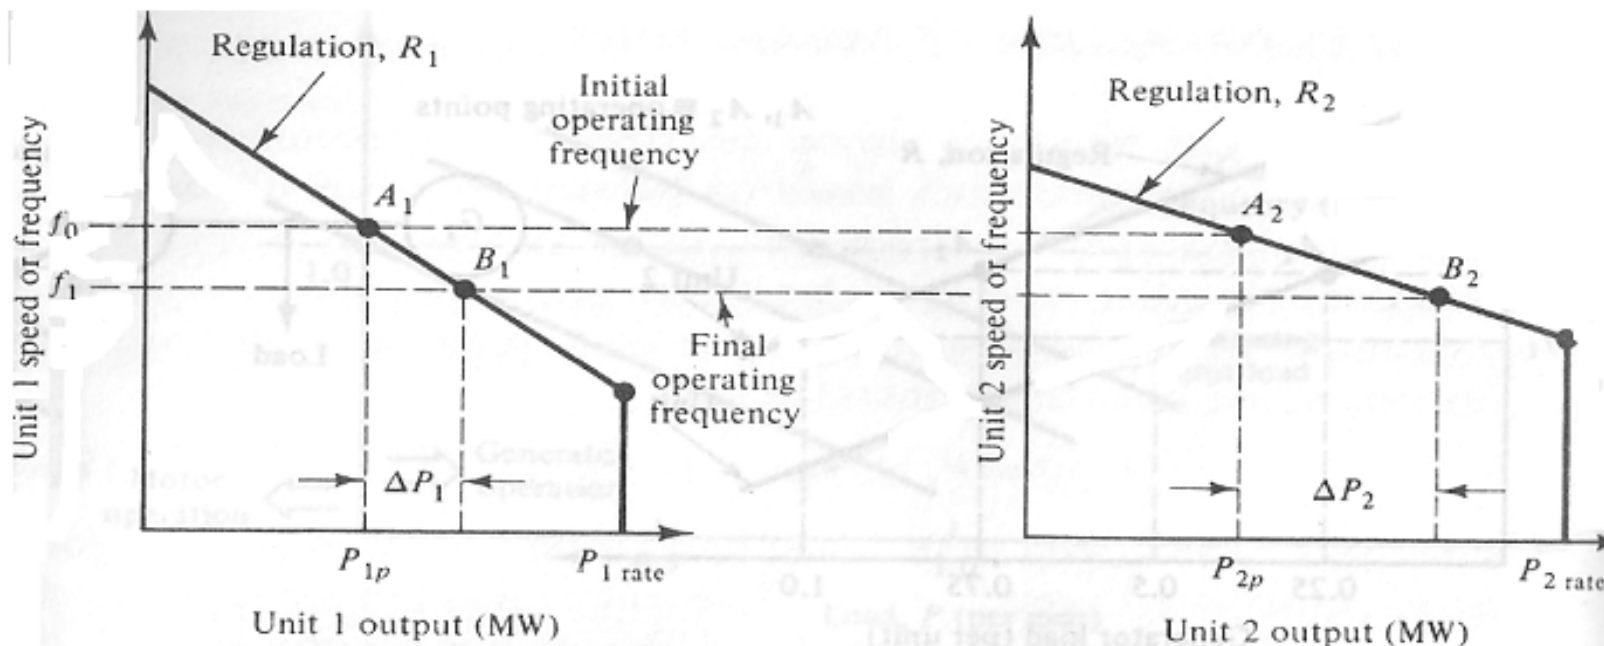 Regulation, R1
Initial
operating
frequency
Regulation, R2
A1
A2
f0
B1
B2
f1
Final
operating
frequency
Unit 1 speed or frequency
Unit 2 speed or frequency
ΔP1
ΔP2
P1p
P1 rate
P2p
P2 rate
Unit 1 output (MW)
Unit 2 output (MW)